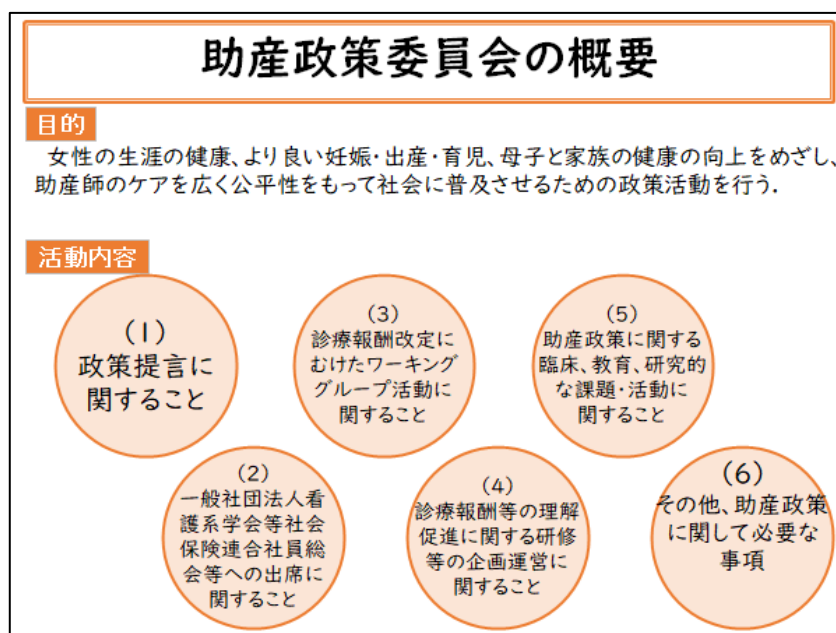 助産政策委員会の概要
目的
女性の生涯の健康、より良い妊娠・出産・育児、母子と家族の健康の向上をめざし、
助産師のケアを広く公平性をもって社会に普及させるための政策活動を行う.
活動内容
(1)
政策提言に
関すること
(2)
一般社団法人看
護系学会等社会
保険連合社員総
会等への出席に
関すること
(3)
診療報酬改定に
むけたワーキング
グループ活動に
関すること
(4)
診療報酬等の理解
促進に関する研修
等の企画運営に
関すること
(5)
助産政策に関する
臨床、教育、研究的
な課題・活動に
関すること
(6)
その他、助産政策
に関して必要な
事項